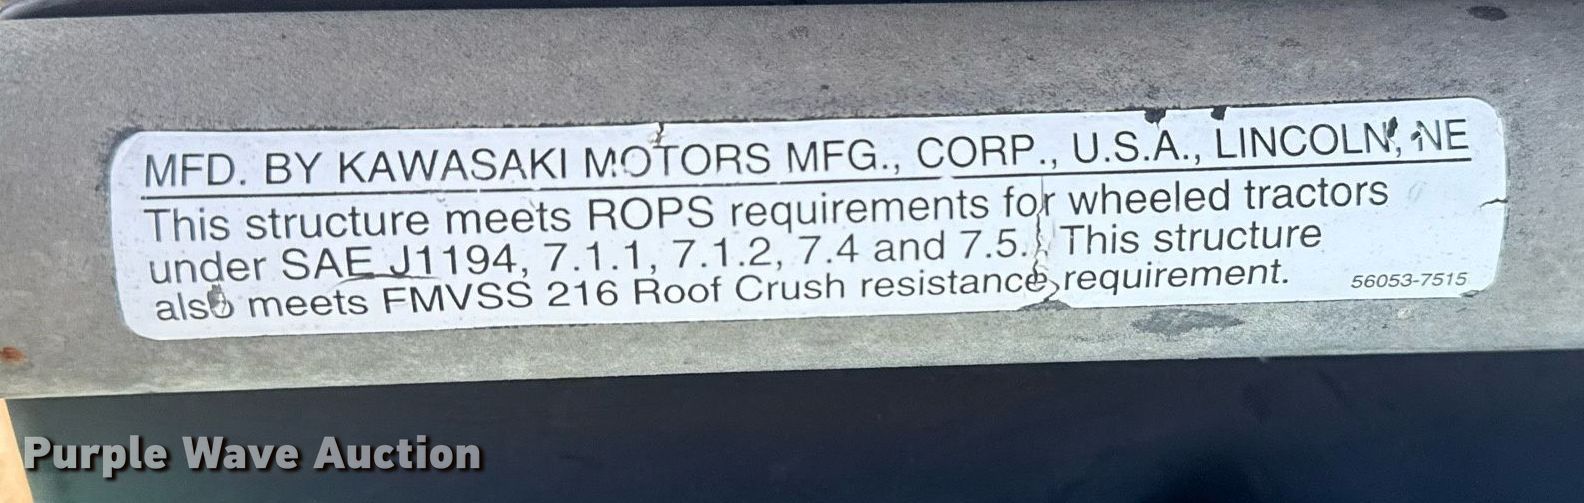 MFD. BY KAWASAKI MOTORS MFG., CORP., U.S.A., LINCOLN, NE
This structure meets ROPS requirements for wheeled tractors
under SAE J1194, 7.1.1, 7.1.2, 7.4 and 7.5. This structure
also meets FMVSS 216 Roof Crush resistance requirement.
56053-7515
Purple Wave Auction